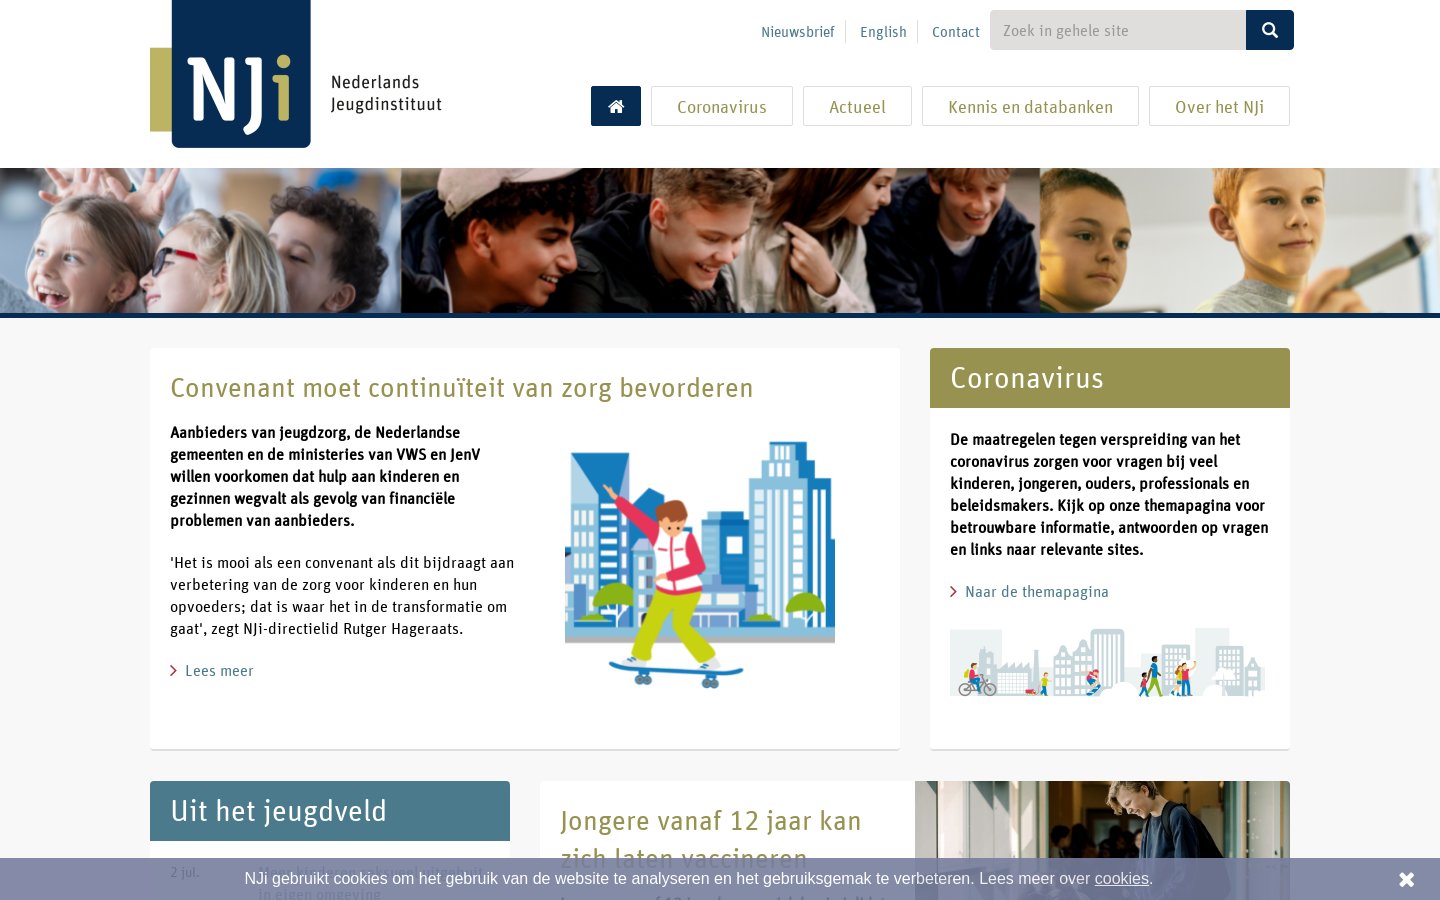 NJi
Nederlands
Jeugdinstituut
Nieuwsbrief
English
Contact
Zoek in gehele site
Coronavirus
Actueel
Kennis en databanken
Over het NJi
Convenant moet continuïteit van zorg bevorderen
Aanbieders van jeugdzorg, de Nederlandse
gemeenten en de ministeries van VWS en JenV
willen voorkomen dat hulp aan kinderen en
gezinnen wegvalt als gevolg van financiële
problemen van aanbieders.
'Het is mooi als een convenant als dit bijdraagt aan
verbetering van de zorg voor kinderen en hun
opvoeders; dat is waar het in de transformatie om
gaat', zegt NJi-directielid Rutger Hageraats.
Lees meer
Coronavirus
De maatregelen tegen verspreiding van het
coronavirus zorgen voor vragen bij veel
kinderen, jongeren, ouders, professionals en
beleidsmakers. Kijk op onze themapagina voor
betrouwbare informatie, antwoorden op vragen
en links naar relevante sites.
Naar de themapagina
Uit het jeugdveld
2 jul.
in eigen omgeving
Jongere vanaf 12 jaar kan
zich laten vaccineren
NJi gebruikt cookies om het gebruik van de website te analyseren en het gebruiksgemak te verbeteren. Lees meer over cookies.